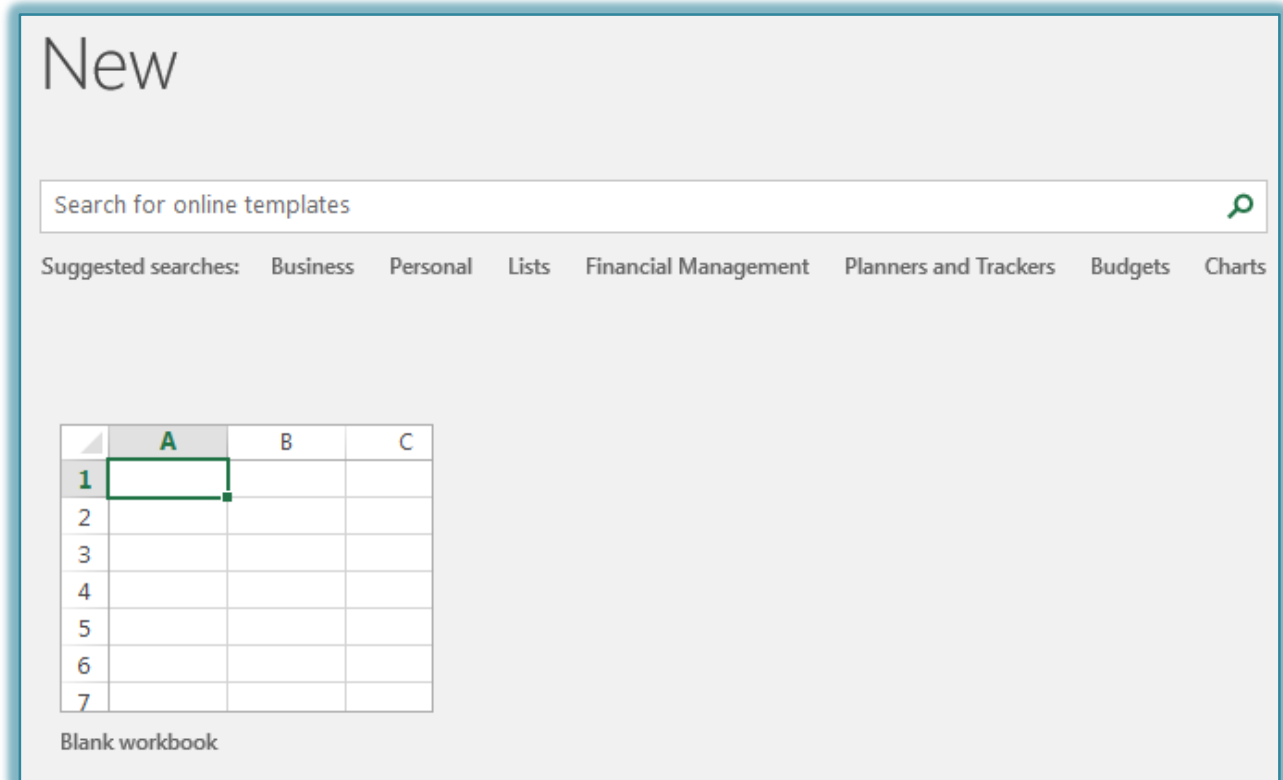 New
Search for online templates
Suggested searches: Business Personal Lists Financial Management Planners and Trackers Budgets Charts
A B C
1
2
3
4
5
6
7
Blank workbook